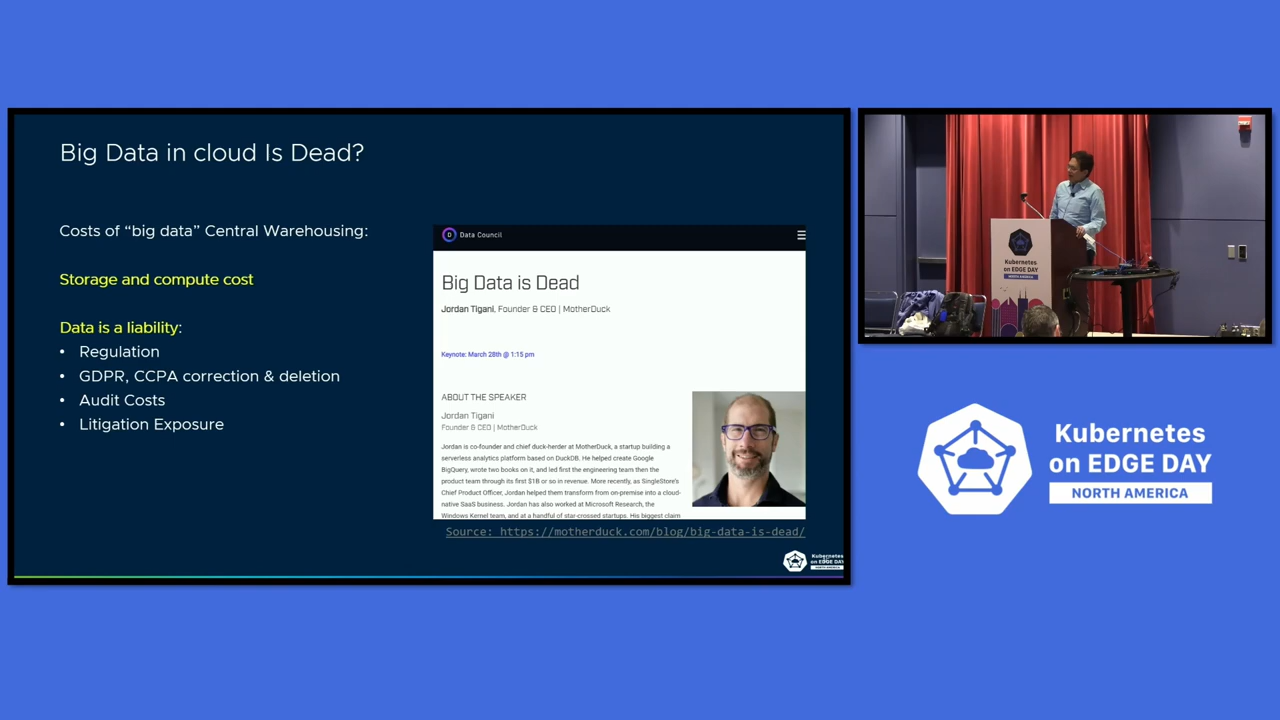 Big Data in cloud Is Dead?
Costs of “big data” Central Warehousing:
Storage and compute cost
Data is a liability:
• Regulation
• GDPR, CCPA correction & deletion
• Audit Costs
• Litigation Exposure
D Data Council
Big Data is Dead
Jordan Tigani, Founder & CEO | MotherDuck
Keynote: March 28th @ 1:15 pm
ABOUT THE SPEAKER
Jordan Tigani
Founder & CEO | MotherDuck
Jordan is co-founder and chief duck-herder at MotherDuck, a startup building a
serverless analytics platform based on DuckDB. He helped create Google
BigQuery, wrote two books on it, and led first the engineering team then the
product team through its first $1B or so in revenue. More recently, as SingleStore's
Chief Product Officer, Jordan helped them transform from on-premise into a cloud-
native SaaS business. Jordan has also worked at Microsoft Research, the
Windows Kernel team, and at a handful of star-crossed startups. His biggest claim
Source: https://motherduck.com/blog/big-data-is-dead/
Kubernetes
on EDGE DAY
NORTH AMERICA
Kubernetes
on EDGE DAY
NORTH AMERICA
Kubernetes
on EDGE DAY
NORTH AMERICA